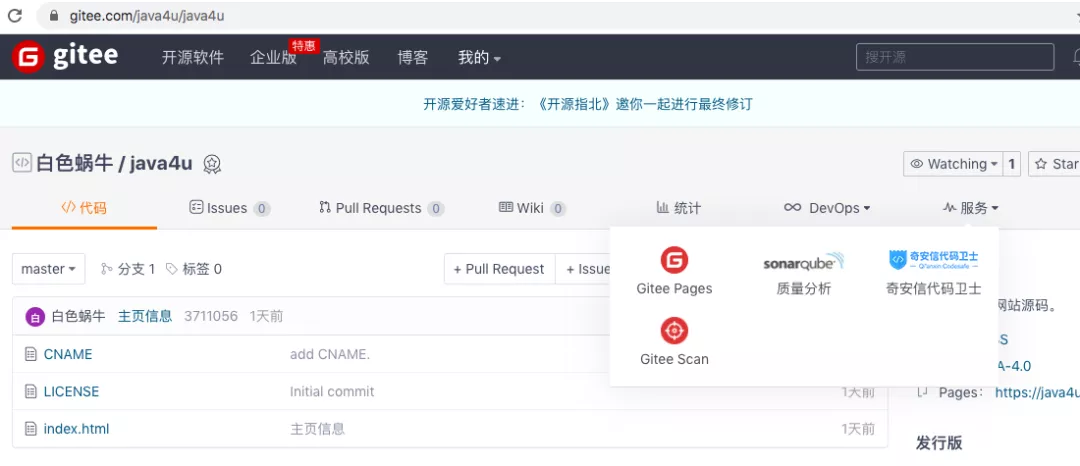 gitee.com/java4u/java4u
gitee 开源软件 企业版 特惠 高校版 博客 我的 搜开源
开源爱好者速进：《开源指北》邀你一起进行最终修订
白色蜗牛 / java4u Watching 1 Star
代码 Issues 0 Pull Requests 0 Wiki 0 统计 DevOps 服务
master 分支 1 标签 0 + Pull Request + Issue
Gitee Pages
sonarqube
质量分析
奇安信代码卫士
QiAnxin·Codesafe
奇安信代码卫士
Gitee Scan
白 白色蜗牛 主页信息 3711056 1天前
CNAME add CNAME.
LICENSE Initial commit 1天前
index.html 主页信息 1天前
网站源码。
A-4.0
Pages: https://java4u
发行版